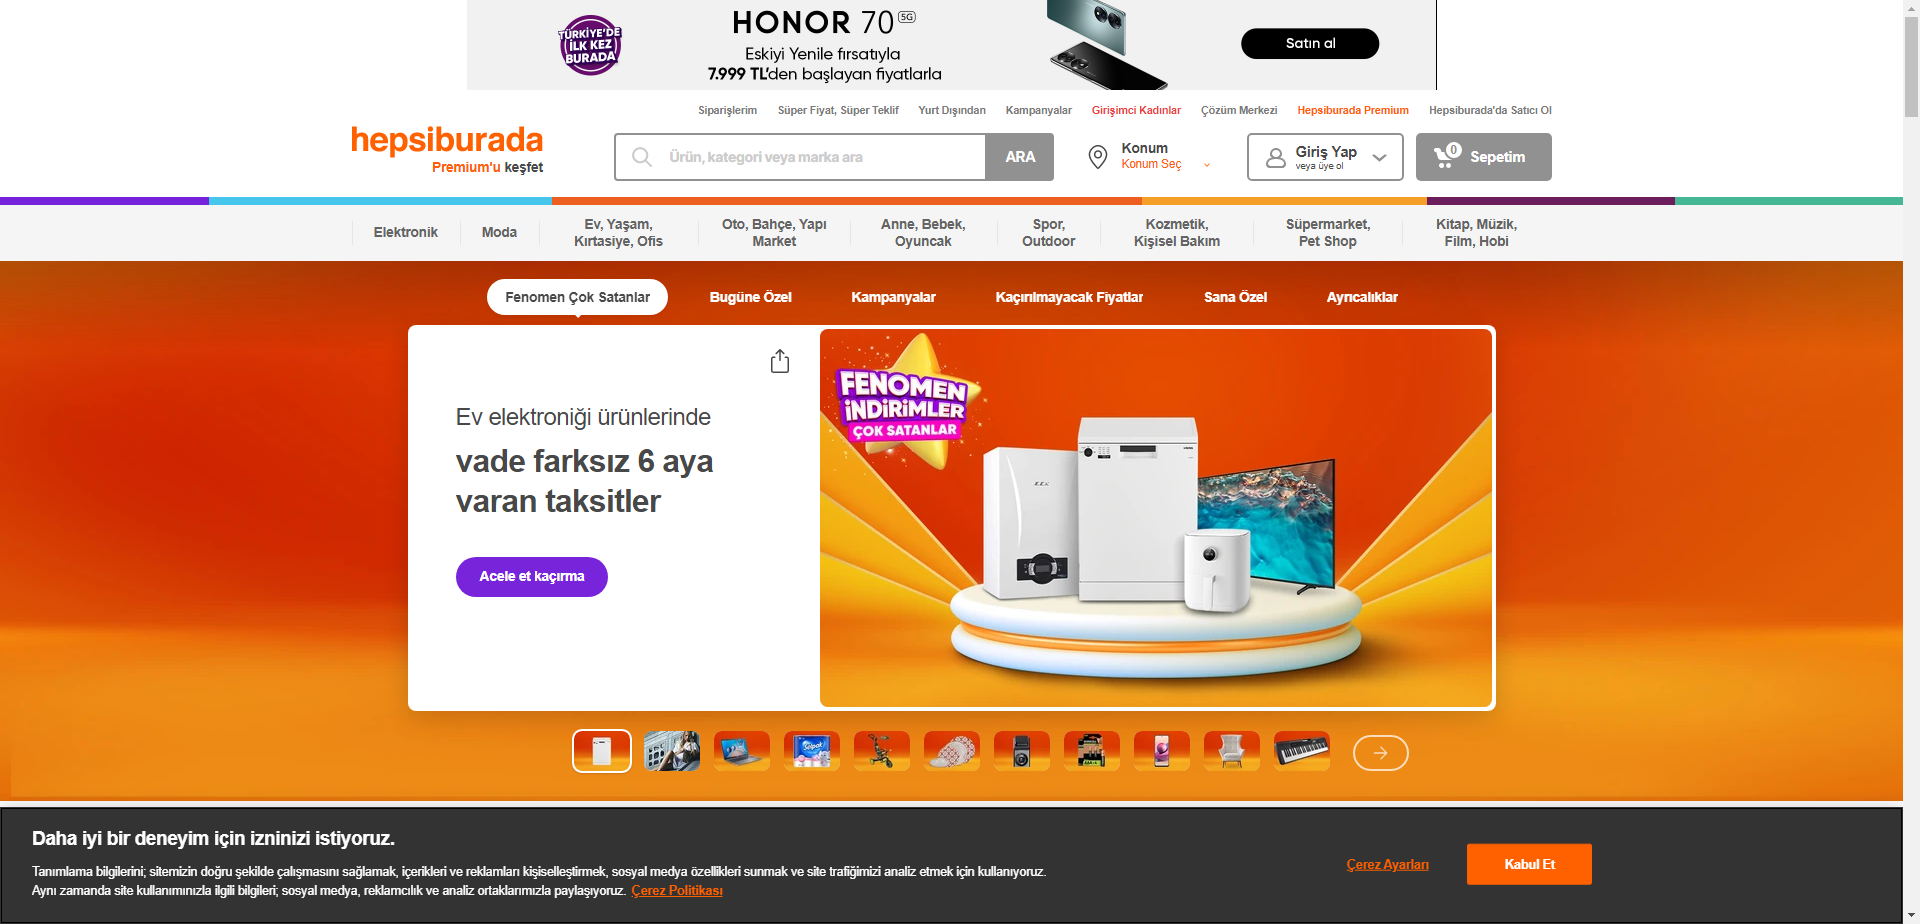 TÜRKİYE'DE
İLK KEZ
BURADA
HONOR 70 5G
Eskiyi Yenile fırsatıyla
7.999 TL'den başlayan fiyatlarla
Satın al
Siparişlerim Süper Fiyat, Süper Teklif Yurt Dışından Kampanyalar Girişimci Kadınlar Çözüm Merkezi Hepsiburada Premium Hepsiburada'da Satıcı Ol
hepsiburada
Premium'u keşfet
Ürün, kategori veya marka ara
ARA
Konum
Konum Seç
Giriş Yap
veya üye ol
0 Sepetim
Elektronik
Moda
Ev, Yaşam,
Kırtasiye, Ofis
Oto, Bahçe, Yapı
Market
Anne, Bebek,
Oyuncak
Spor,
Outdoor
Kozmetik,
Kişisel Bakım
Süpermarket,
Pet Shop
Kitap, Müzik,
Film, Hobi
Fenomen Çok Satanlar Bugüne Özel Kampanyalar Kaçırılmayacak Fiyatlar Sana Özel Ayrıcalıklar
Ev elektroniği ürünlerinde
vade farksız 6 aya
varan taksitler
Acele et kaçırma
FENOMEN
İNDİRİMLER
ÇOK SATANLAR
Selpak
Daha iyi bir deneyim için izninizi istiyoruz.
Tanımlama bilgilerini; sitemizin doğru şekilde çalışmasını sağlamak, içerikleri ve reklamları kişiselleştirmek, sosyal medya özellikleri sunmak ve site trafiğimizi analiz etmek için kullanıyoruz.
Aynı zamanda site kullanımınızla ilgili bilgileri; sosyal medya, reklamcılık ve analiz ortaklarımızla paylaşıyoruz. Çerez Politikası
Çerez Ayarları
Kabul Et